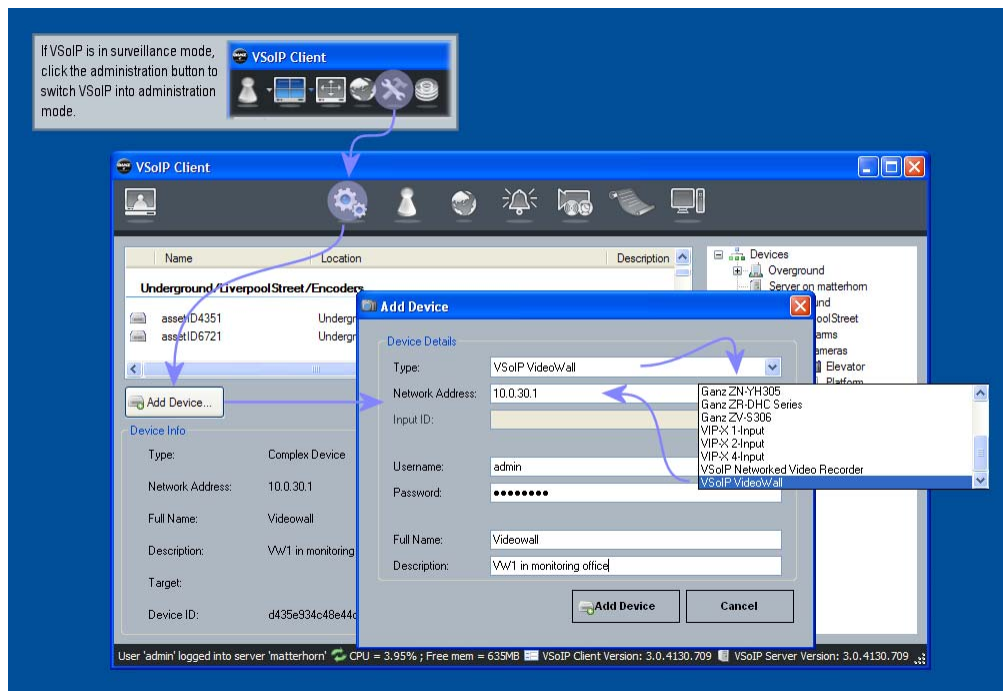 If VSoIP is in surveillance mode,
click the administration button to
switch VSoIP into administration
mode.
VSoIP Client
VSoIP Client
Name Location Description
Underground/LiverpoolStreet/Encoders
assetID4351 Undergr
assetID6721 Undergr
Add Device...
Device Info
Type: Complex Device
Network Address: 10.0.30.1
Full Name: Videowall
Description: VW1 in monitoring
Target:
Device ID: d435e934c48e44c
Devices
Overground
Server on matterhorn
und
oolStreet
arms
ameras
Elevator
Platform
Add Device
Device Details
Type: VSoIP VideoWall
Network Address: 10.0.30.1
Input ID:
Username: admin
Password: ●●●●●●●●
Full Name: Videowall
Description: VW1 in monitoring office
Add Device Cancel
Ganz ZN-YH305
Ganz ZR-DHC Series
Ganz ZV-S306
VIP-X 1-Input
VIP-X 2-Input
VIP-X 4-Input
VSoIP Networked Video Recorder
VSoIP VideoWall
User 'admin' logged into server 'matterhorn' CPU = 3.95% ; Free mem = 635MB VSoIP Client Version: 3.0.4130.709 VSoIP Server Version: 3.0.4130.709